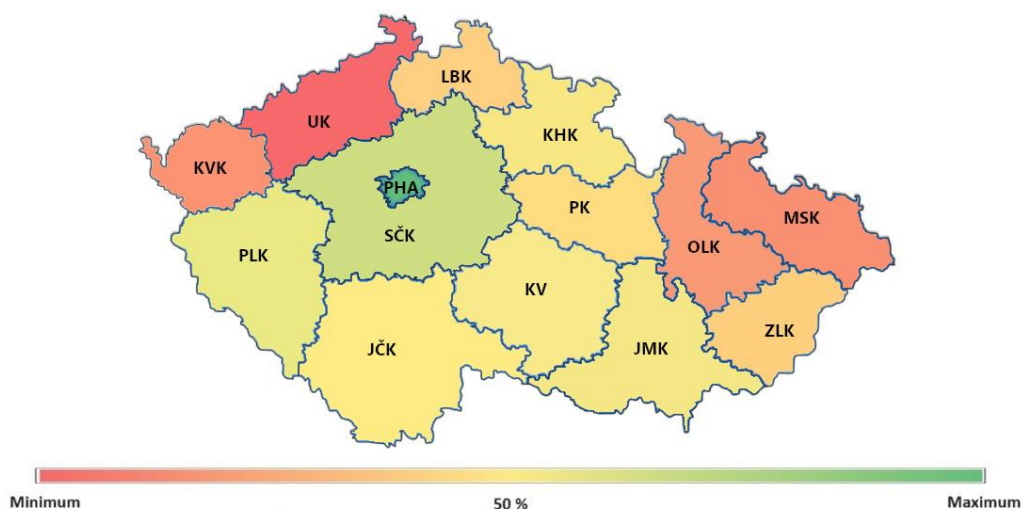 LBK
UK
KHK
KVK
PHA
PK
MSK
SČK
OLK
PLK
KV
ZLK
JČK
JMK
Minimum 50 % Maximum